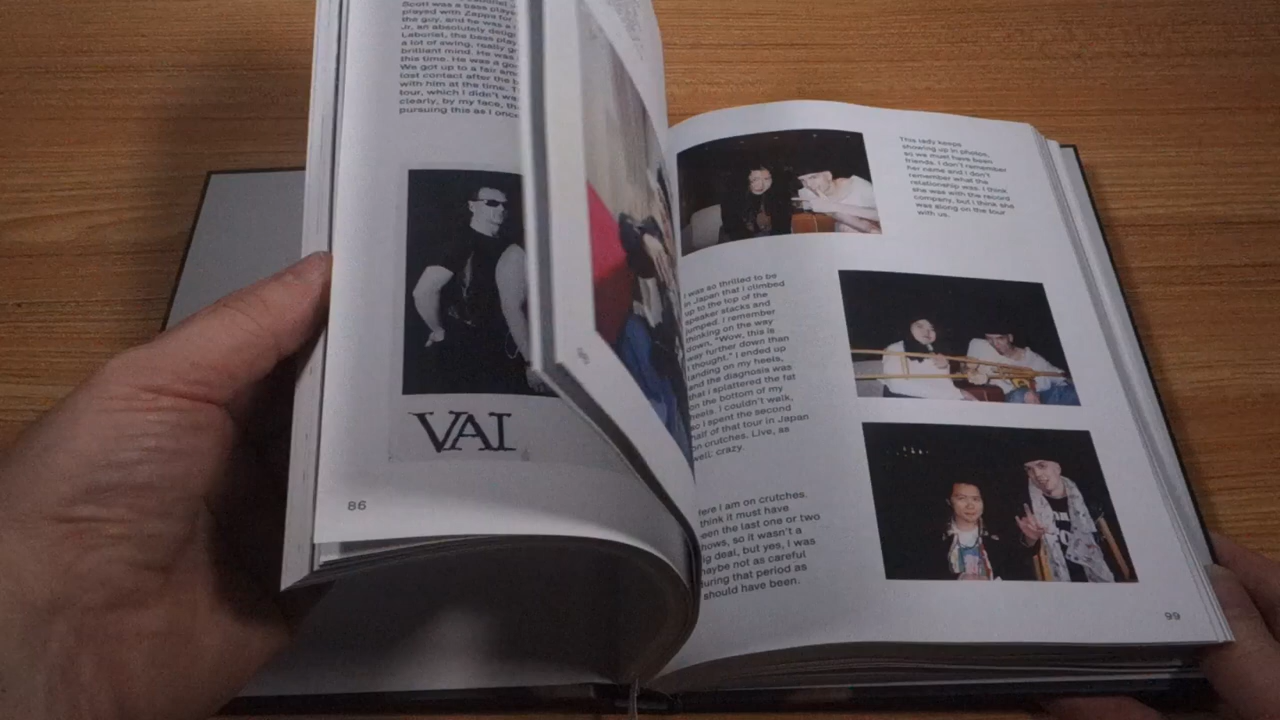 Scott was a bass play
played with Zappa for
the guy, and he was a
Jr, an absolutely
Laborist, the bass play
a lot of swing, really
brilliant mind. He was
this time. He was a
We got up to a fair
lost contact after the
with him at the time.
tour, which I didn't
clearly, by my face,
pursuing this as I once
VAI
86
This lady keeps
showing up in photos,
so we must have been
friends. I don't remember
her name and I don't
remember what the
relationship was. I think
she was with the record
company, but I think she
was along on the tour
with us.
I was so thrilled to be
in Japan that I climbed
up to the top of the
speaker stacks and
jumped. I remember
thinking on the way
down, "Wow, this is
way further down than
I thought." I ended up
landing on my heels,
and the diagnosis was
that I splattered the fat
on the bottom of my
heels. I couldn't walk,
so I spent the second
half of that tour in Japan
on crutches. Live, as
well: crazy.
Here I am on crutches.
think it must have
been the last one or two
shows, so it wasn't a
big deal, but yes, I was
maybe not as careful
during that period as
should have been.
99